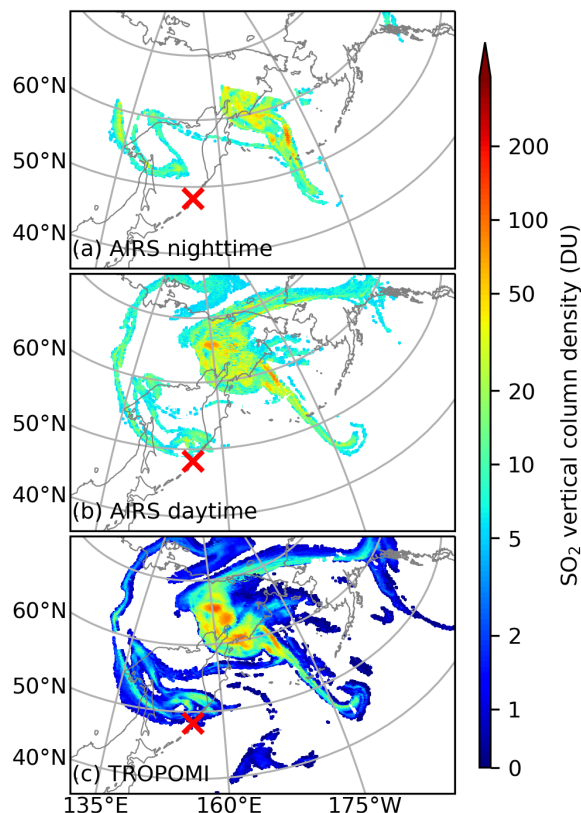 60°N
50°N
40°N
(a) AIRS nighttime
60°N
50°N
40°N
(b) AIRS daytime
60°N
50°N
40°N
(c) TROPOMI
135°E 160°E 175°W
200
100
50
20
10
5
2
1
0
SO₂ vertical column density (DU)